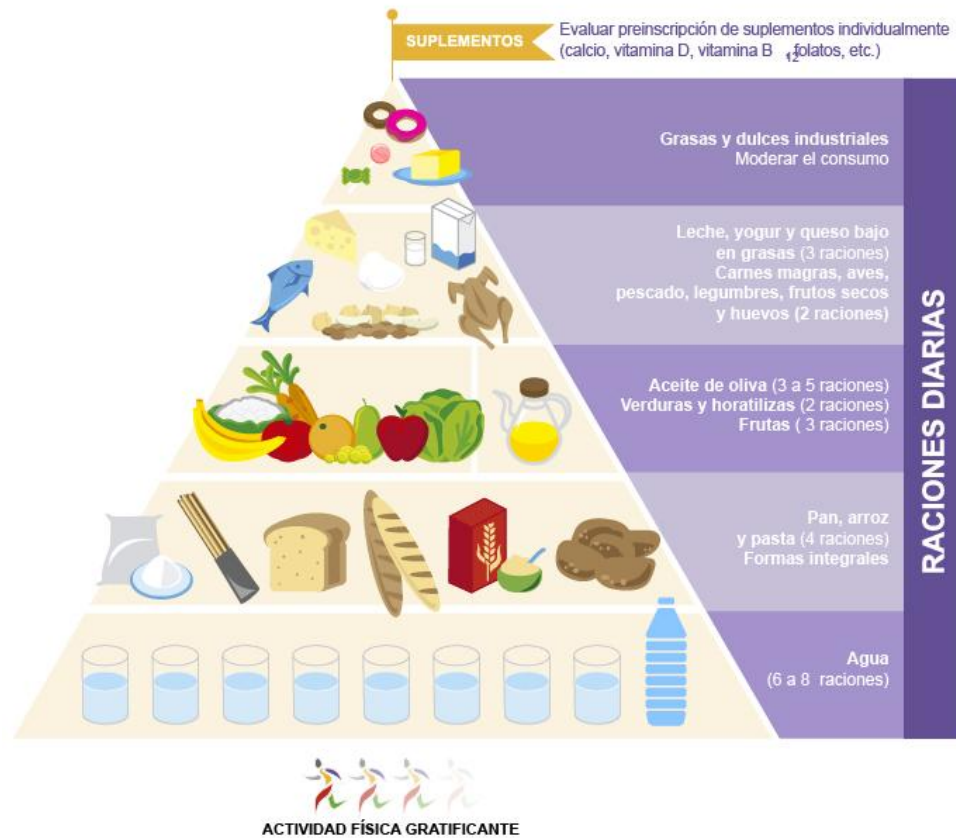 SUPLEMENTOS
Evaluar preinscripción de suplementos individualmente
(calcio, vitamina D, vitamina B 12, folatos, etc.)
Grasas y dulces industriales
Moderar el consumo
Leche, yogur y queso bajo
en grasas (3 raciones)
Carnes magras, aves,
pescado, legumbres, frutos secos
y huevos (2 raciones)
Aceite de oliva (3 a 5 raciones)
Verduras y horatilizas (2 raciones)
Frutas ( 3 raciones)
Pan, arroz
y pasta (4 raciones)
Formas integrales
Agua
(6 a 8 raciones)
RACIONES DIARIAS
ACTIVIDAD FÍSICA GRATIFICANTE